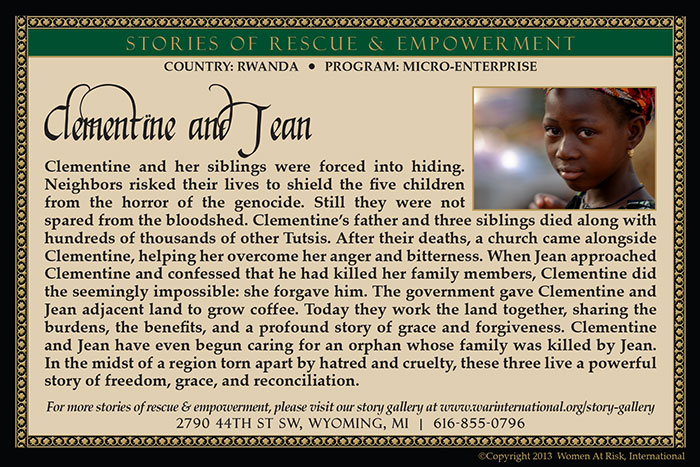 STORIES OF RESCUE & EMPOWERMENT
COUNTRY: RWANDA • PROGRAM: MICRO-ENTERPRISE
Clementine and Jean
Clementine and her siblings were forced into hiding.
Neighbors risked their lives to shield the five children
from the horror of the genocide. Still they were not
spared from the bloodshed. Clementine's father and three siblings died along with
hundreds of thousands of other Tutsis. After their deaths, a church came alongside
Clementine, helping her overcome her anger and bitterness. When Jean approached
Clementine and confessed that he had killed her family members, Clementine did
the seemingly impossible: she forgave him. The government gave Clementine and
Jean adjacent land to grow coffee. Today they work the land together, sharing the
burdens, the benefits, and a profound story of grace and forgiveness. Clementine
and Jean have even begun caring for an orphan whose family was killed by Jean.
In the midst of a region torn apart by hatred and cruelty, these three live a powerful
story of freedom, grace, and reconciliation.
For more stories of rescue & empowerment, please visit our story gallery at www.warinternational.org/story-gallery
2790 44TH ST SW, WYOMING, MI | 616-855-0796
©Copyright 2013 Women At Risk, International